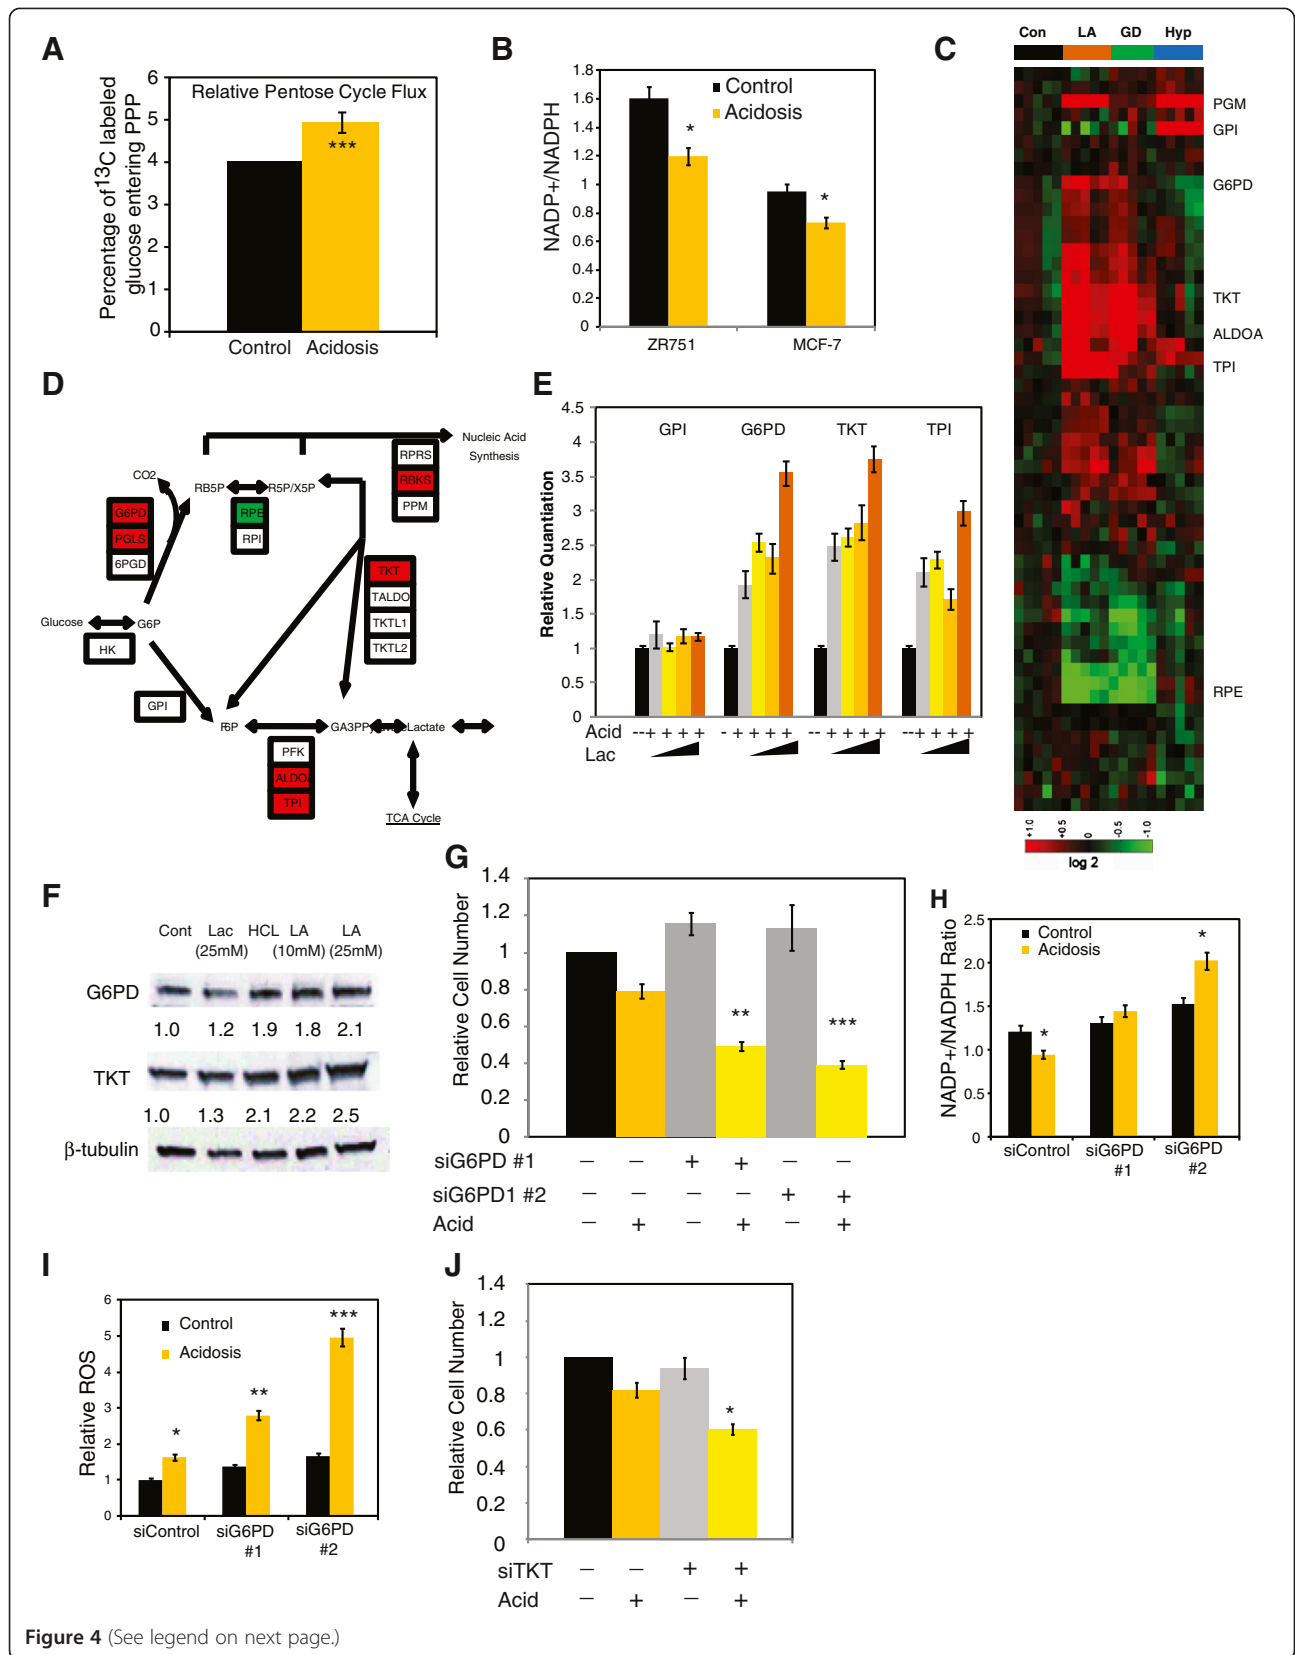 A
Relative Pentose Cycle Flux
Percentage of 13C labeled
glucose entering PPP
6
5
4
3
2
1
0
***
Control Acidosis
B
NADP+/NADPH
1.8
1.6
1.4
1.2
1
0.8
0.6
0.4
0.2
0
Control
Acidosis
*
*
ZR751
MCF-7
C
Con LA GD Hyp
PGM
GPI
G6PD
TKT
ALDOA
TPI
RPE
+1.0 +0.5 0 -0.5 -1.0
log 2
D
Nucleic Acid
Synthesis
RPRS
RBKS
PPM
CO2
RB5P
R5P/X5P
G6PD
PGLS
6PGD
RPE
RPI
TKT
TALDO
TKTL1
TKTL2
Glucose
G6P
HK
GPI
F6P
GA3P
Lactate
PFK
ALDO
TPI
TCA Cycle
E
Relative Quantiation
4.5
4
3.5
3
2.5
2
1.5
1
0.5
0
GPI G6PD TKT TPI
Acid --+ + + + - + + + + --+ + + + --+ + + +
Lac
F
Cont Lac HCL LA LA
(25mM) (10mM) (25mM)
G6PD
1.0 1.2 1.9 1.8 2.1
TKT
1.0 1.3 2.1 2.2 2.5
β-tubulin
G
Relative Cell Number
1.4
1.2
1
0.8
0.6
0.4
0.2
0
**
***
siG6PD #1 – – + + – –
siG6PD1 #2 – – – – + +
Acid – + – + – +
H
NADP+/NADPH Ratio
2.5
2.0
1.5
1.0
0.5
0
Control
Acidosis
*
*
siControl siG6PD siG6PD
#1 #2
I
Relative ROS
6
5
4
3
2
1
0
Control
Acidosis
*
**
***
siControl siG6PD siG6PD
#1 #2
J
Relative Cell Number
1.4
1.2
1
0.8
0.6
0.4
0.2
0
*
siTKT – – + +
Acid – + – +
Figure 4 (See legend on next page.)